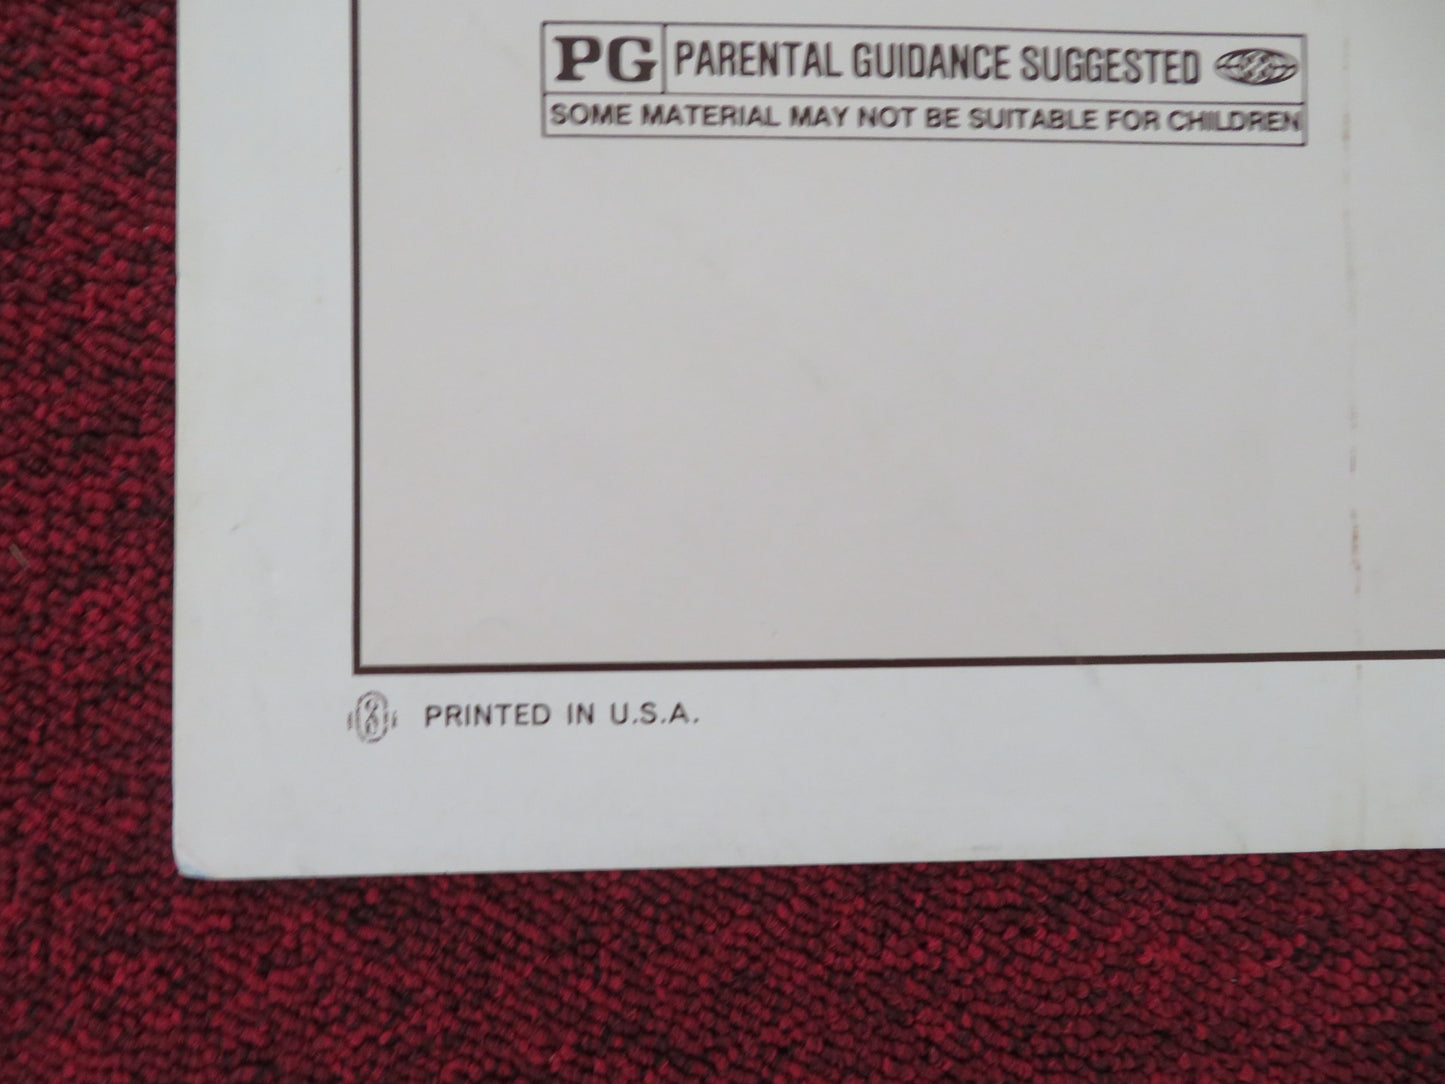 PG PARENTAL GUIDANCE SUGGESTED
SOME MATERIAL MAY NOT BE SUITABLE FOR CHILDREN
PRINTED IN U.S.A.